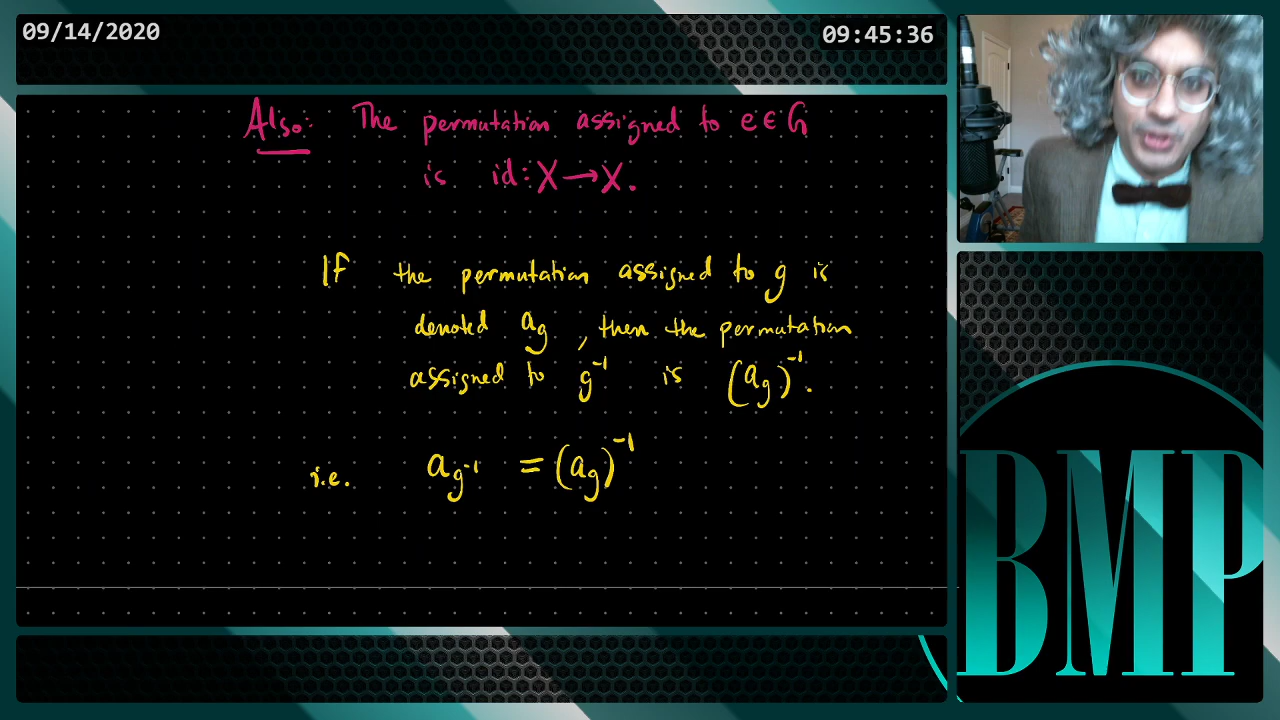 09/14/2020
09:45:36
Also: The permutation assigned to e ∈ G
is id: X → X.
If the permutation assigned to g is
denoted a_g, then the permutation
assigned to g⁻¹ is (a_g)⁻¹.
i.e. a_{g⁻¹} = (a_g)⁻¹
BMP